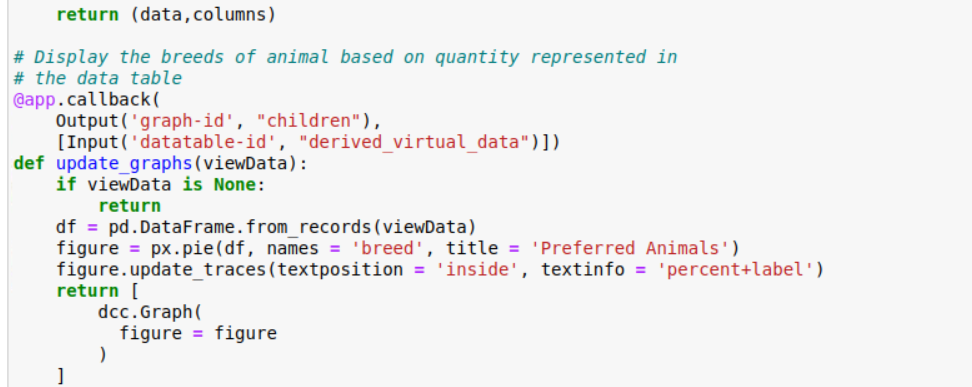 return (data,columns)

# Display the breeds of animal based on quantity represented in
# the data table
@app.callback(
    Output('graph-id', "children"),
    [Input('datatable-id', "derived_virtual_data")])
def update_graphs(viewData):
    if viewData is None:
        return
    df = pd.DataFrame.from_records(viewData)
    figure = px.pie(df, names = 'breed', title = 'Preferred Animals')
    figure.update_traces(textposition = 'inside', textinfo = 'percent+label')
    return [
        dcc.Graph(
          figure = figure
        )
    ]